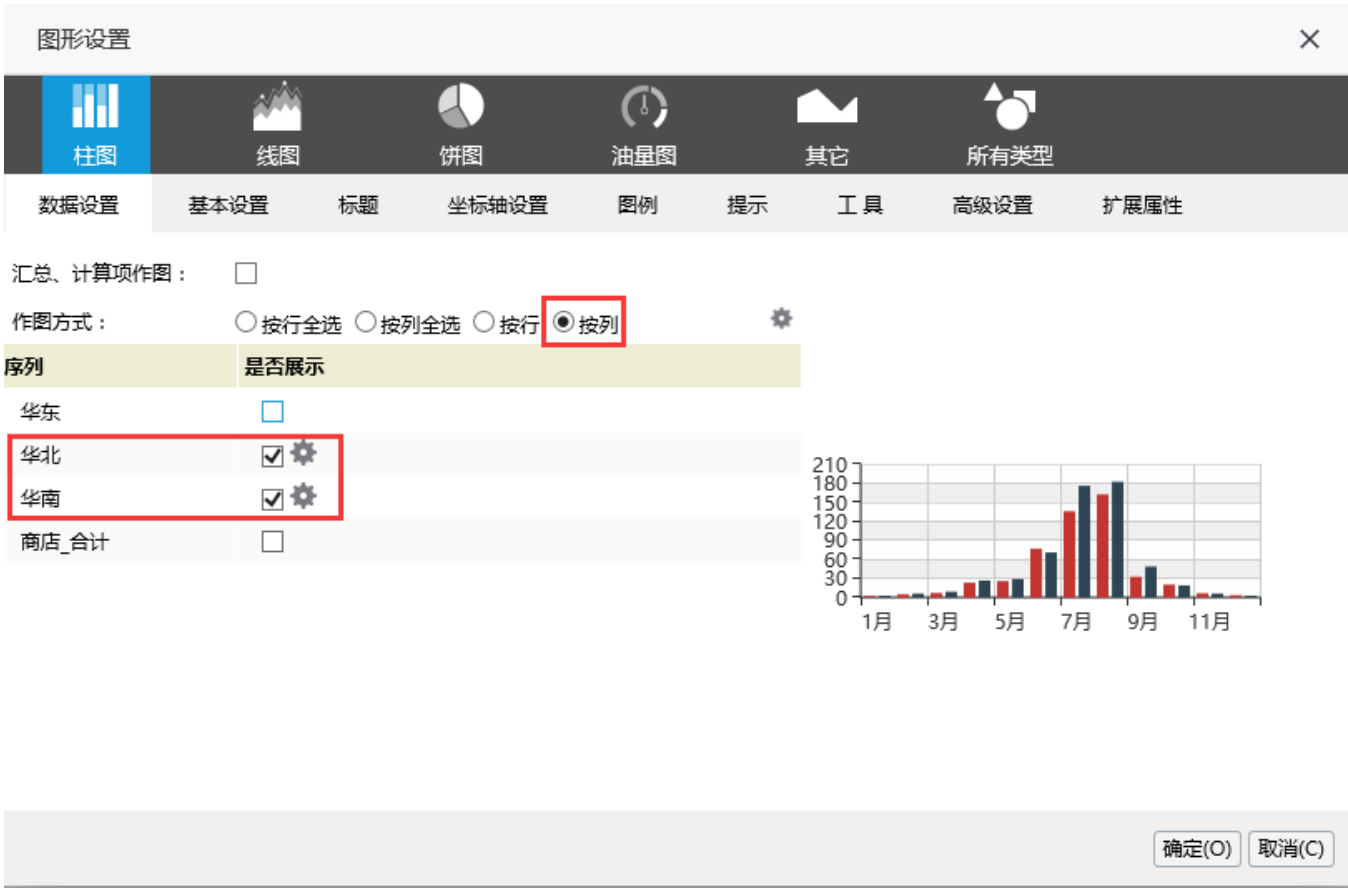 图形设置
柱图 线图 饼图 油量图 其它 所有类型
数据设置 基本设置 标题 坐标轴设置 图例 提示 工具 高级设置 扩展属性
汇总、计算项作图：
作图方式： 按行全选 按列全选 按行 按列
序列 是否展示
华东
华北
华南
商店_合计
210
180
150
120
90
60
30
0
1月 3月 5月 7月 9月 11月
确定(O) 取消(C)